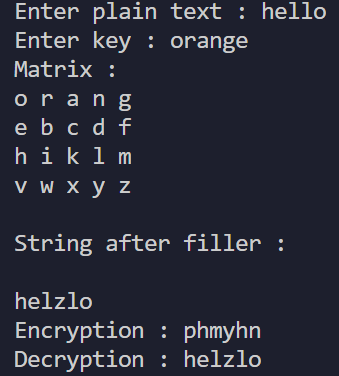 Enter plain text : hello
Enter key : orange
Matrix :
o r a n g
e b c d f
h i k l m
v w x y z
String after filler :
helzlo
Encryption : phmyhn
Decryption : helzlo